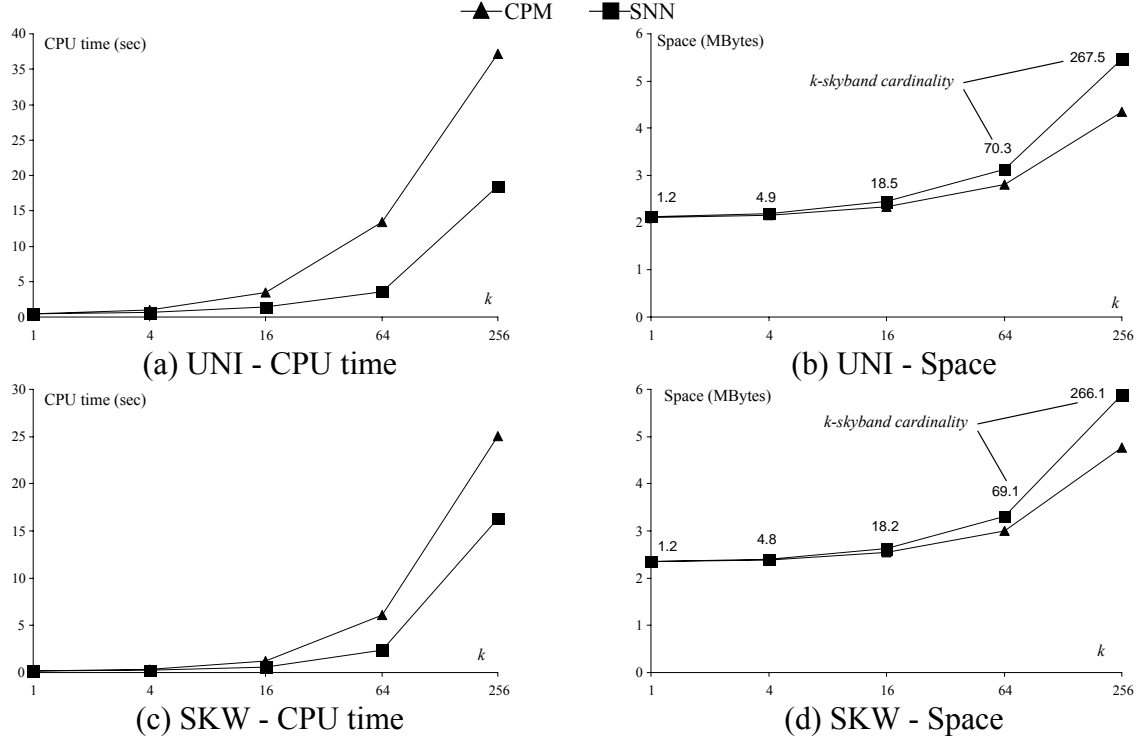 CPM SNN
CPU time (sec)
40
35
30
25
20
15
10
5
0
1 4 16 64 256
k
(a) UNI - CPU time
Space (MBytes)
6
5
4
3
2
1
0
k-skyband cardinality
1.2 4.9 18.5 70.3 267.5
k
1 4 16 64 256
(b) UNI - Space
CPU time (sec)
30
25
20
15
10
5
0
k
1 4 16 64 256
(c) SKW - CPU time
Space (MBytes)
6
5
4
3
2
1
0
k-skyband cardinality
1.2 4.8 18.2 69.1 266.1
k
1 4 16 64 256
(d) SKW - Space